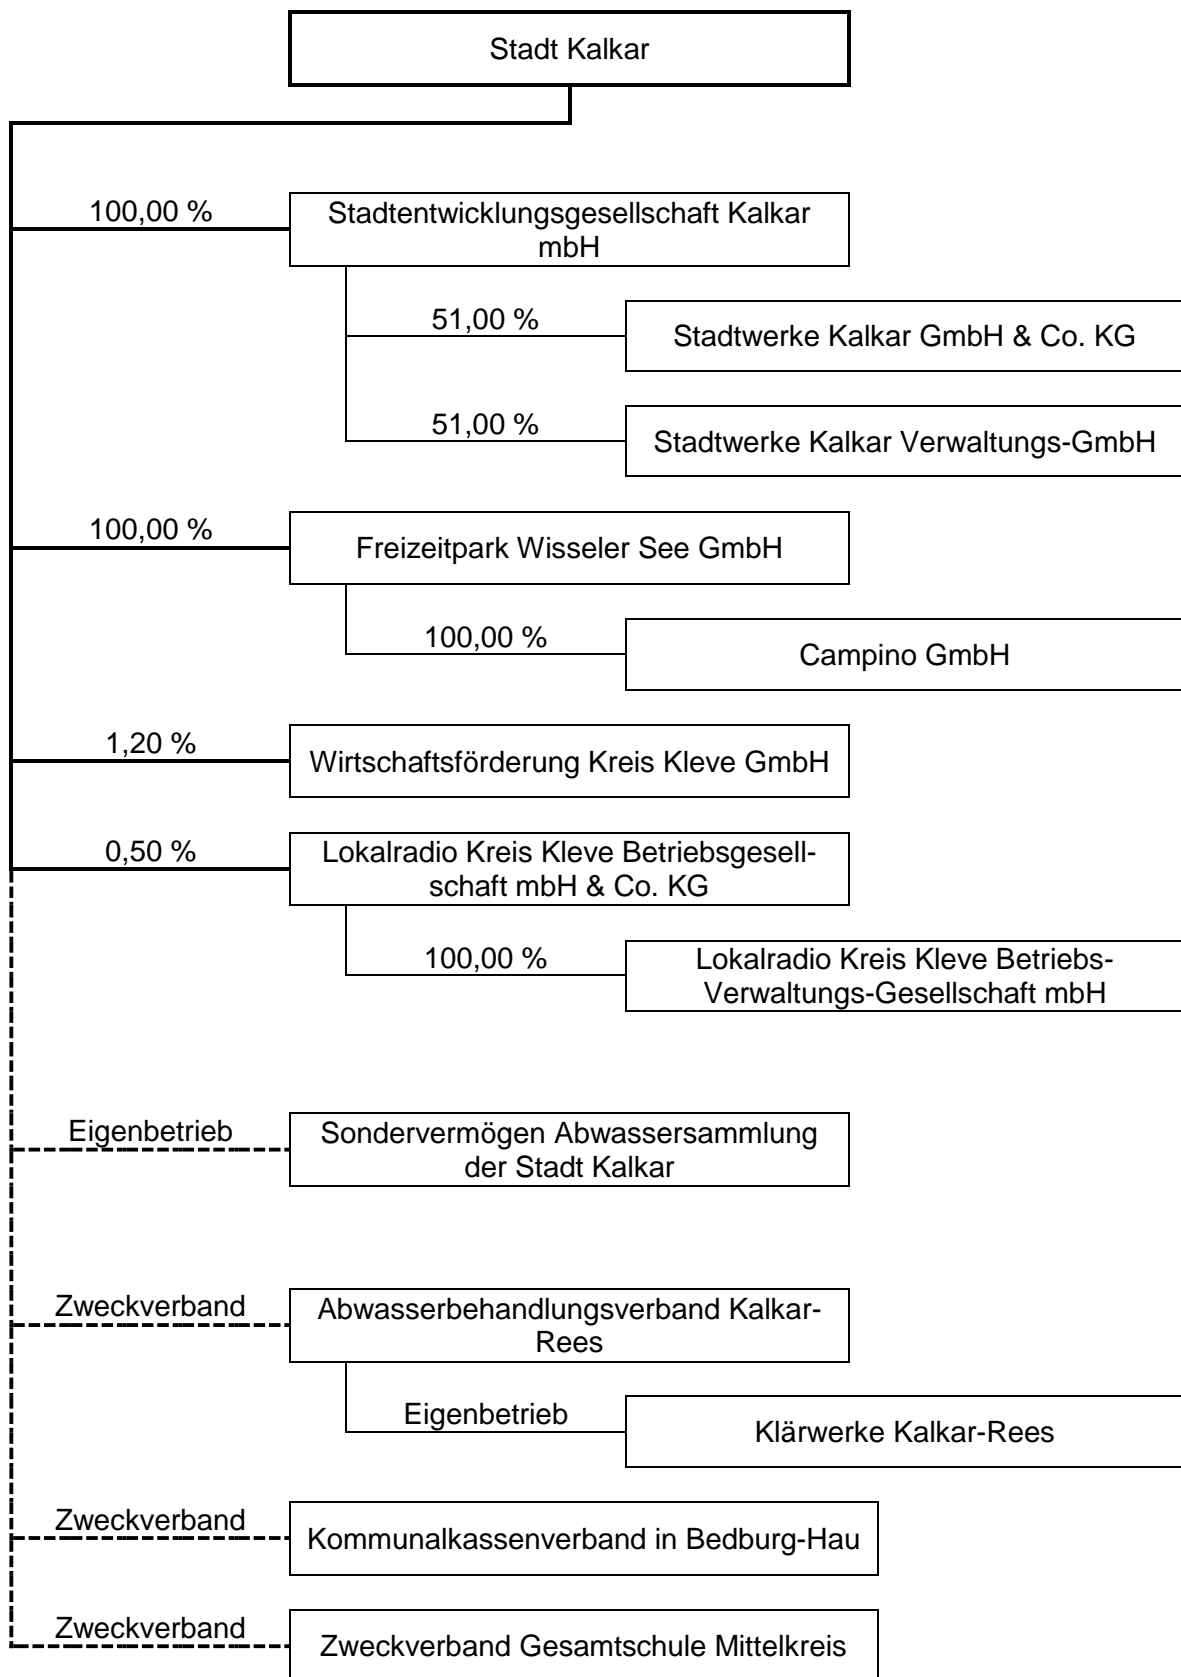 Stadt Kalkar
100,00 %
Stadtentwicklungsgesellschaft Kalkar
mbH
51,00 %
Stadtwerke Kalkar GmbH & Co. KG
51,00 %
Stadtwerke Kalkar Verwaltungs-GmbH
100,00 %
Freizeitpark Wisseler See GmbH
100,00 %
Campino GmbH
1,20 %
Wirtschaftsförderung Kreis Kleve GmbH
0,50 %
Lokalradio Kreis Kleve Betriebsgesell-
schaft mbH & Co. KG
100,00 %
Lokalradio Kreis Kleve Betriebs-
Verwaltungs-Gesellschaft mbH
Eigenbetrieb
Sondervermögen Abwassersammlung
der Stadt Kalkar
Zweckverband
Abwasserbehandlungsverband Kalkar-
Rees
Eigenbetrieb
Klärwerke Kalkar-Rees
Zweckverband
Kommunalkassenverband in Bedburg-Hau
Zweckverband
Zweckverband Gesamtschule Mittelkreis